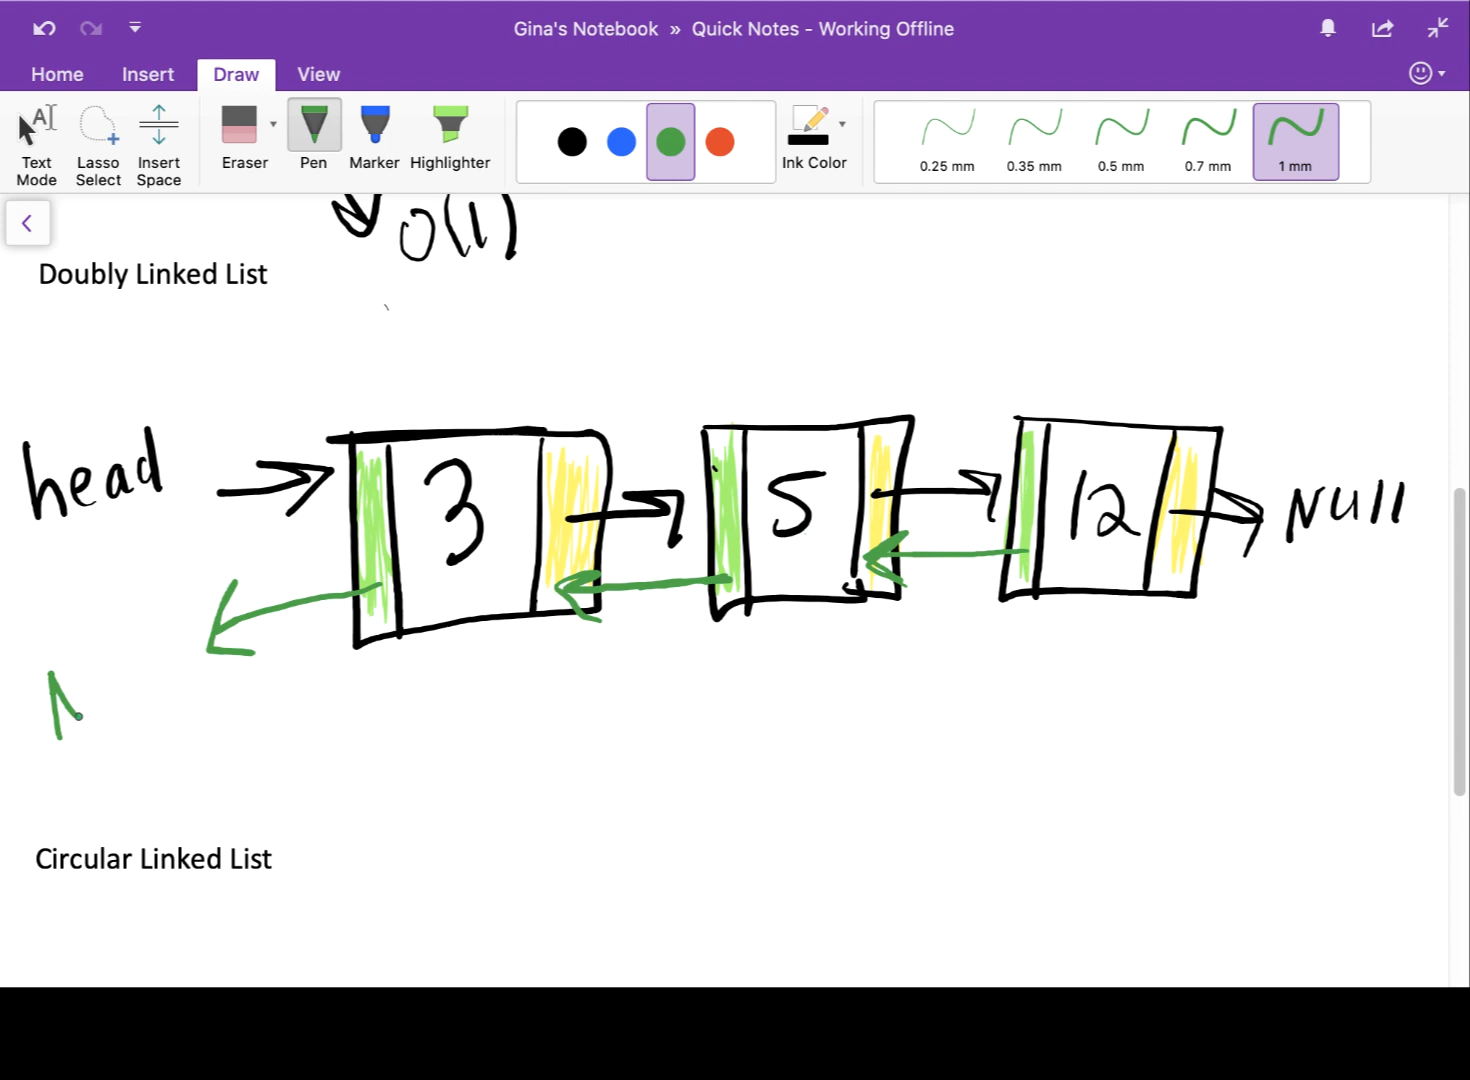 Gina's Notebook » Quick Notes - Working Offline
Home Insert Draw View
Text Mode Lasso Select Insert Space Eraser Pen Marker Highlighter Ink Color 0.25 mm 0.35 mm 0.5 mm 0.7 mm 1 mm
O(1)
Doubly Linked List
head 3 5 12 Null
Circular Linked List